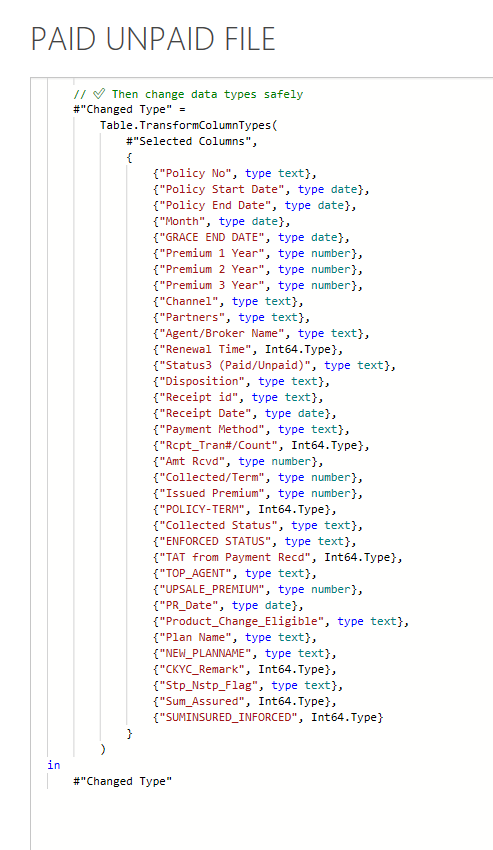 PAID UNPAID FILE
// ✅ Then change data types safely
#"Changed Type" =
Table.TransformColumnTypes(
#"Selected Columns",
{
{"Policy No", type text},
{"Policy Start Date", type date},
{"Policy End Date", type date},
{"Month", type date},
{"GRACE END DATE", type date},
{"Premium 1 Year", type number},
{"Premium 2 Year", type number},
{"Premium 3 Year", type number},
{"Channel", type text},
{"Partners", type text},
{"Agent/Broker Name", type text},
{"Renewal Time", Int64.Type},
{"Status3 (Paid/Unpaid)", type text},
{"Disposition", type text},
{"Receipt id", type text},
{"Receipt Date", type date},
{"Payment Method", type text},
{"Rcpt_Tran#/Count", Int64.Type},
{"Amt Rcvd", type number},
{"Collected/Term", type number},
{"Issued Premium", type number},
{"POLICY-TERM", Int64.Type},
{"Collected Status", type text},
{"ENFORCED STATUS", type text},
{"TAT from Payment Recd", Int64.Type},
{"TOP_AGENT", type text},
{"UPSALE_PREMIUM", type number},
{"PR_Date", type date},
{"Product_Change_Eligible", type text},
{"Plan Name", type text},
{"NEW_PLANNAME", type text},
{"CKYC_Remark", Int64.Type},
{"Stp_Nstp_Flag", type text},
{"Sum_Assured", Int64.Type},
{"SUMINSURED_INFORCED", Int64.Type}
}
)
in
#"Changed Type"